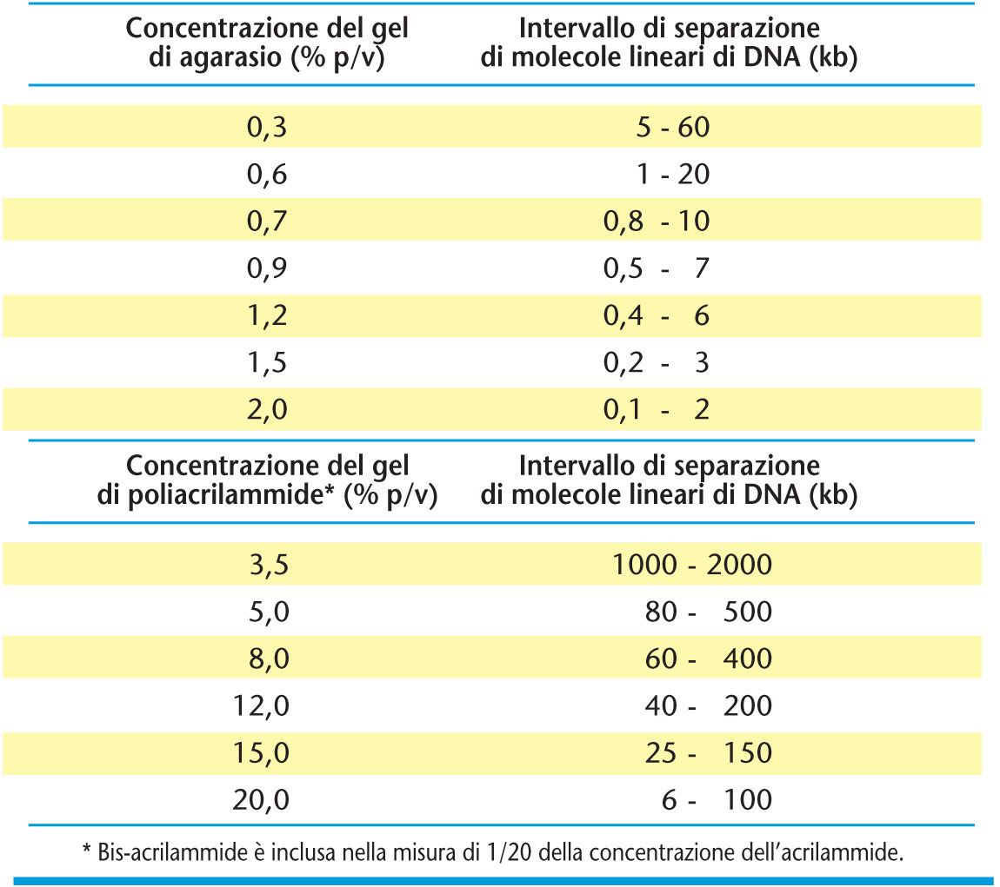 Concentrazione del gel Intervallo di separazione
di agarasio (% p/v) di molecole lineari di DNA (kb)
0,3 5 - 60
0,6 1 - 20
0,7 0,8 - 10
0,9 0,5 - 7
1,2 0,4 - 6
1,5 0,2 - 3
2,0 0,1 - 2
Concentrazione del gel Intervallo di separazione
di poliacrilammide* (% p/v) di molecole lineari di DNA (kb)
3,5 1000 - 2000
5,0 80 - 500
8,0 60 - 400
12,0 40 - 200
15,0 25 - 150
20,0 6 - 100
* Bis-acrilammide è inclusa nella misura di 1/20 della concentrazione dell’acrilammide.